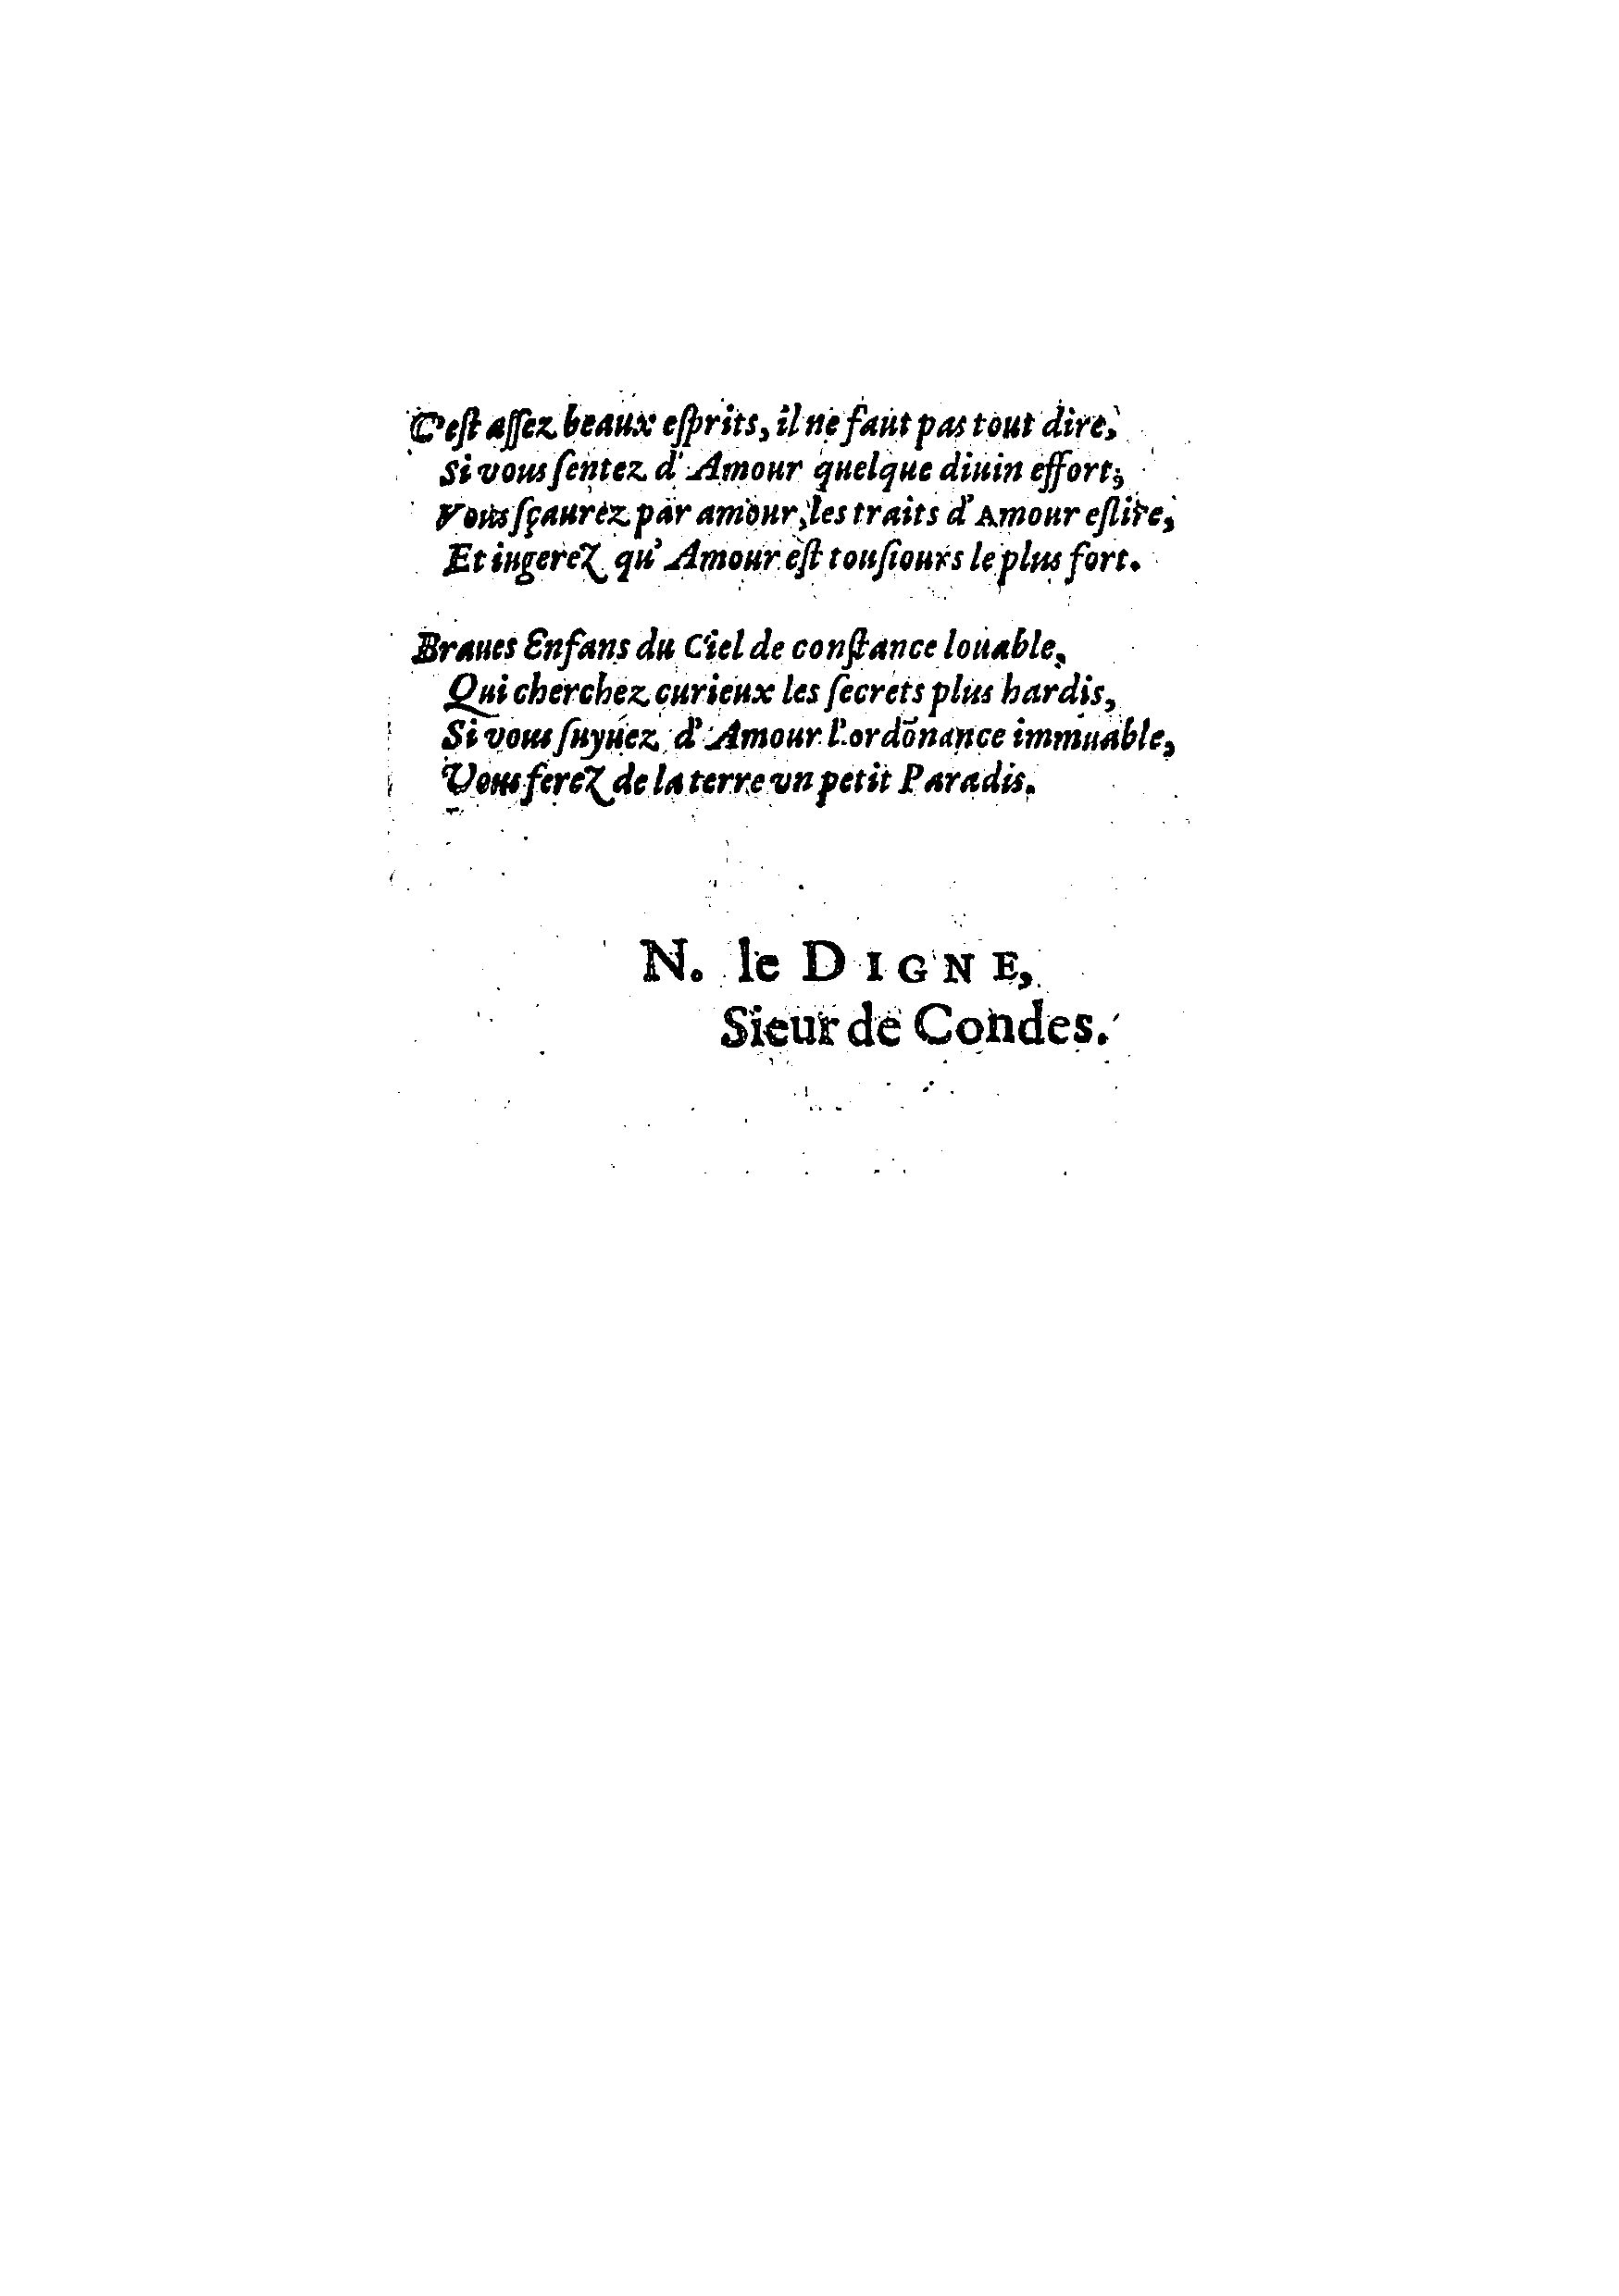 C'eſt aſſez beaux eſprits, il ne faut pas tout dire,
Si vous ſentez d'Amour quelque diuin effort;
Vous ſçaurez par amour, les traits d'Amour eſlire,
Et iugerez qu'Amour eſt touſiours le plus fort.
Braues Enfans du Ciel de conſtance louable,
Qui cherchez curieux les ſecrets plus hardis,
Si vous ſuyuez d'Amour l'ordōnance immuable,
Vous ferez de la terre vn petit Paradis.
N. le DIGNE,
Sieur de Condes.